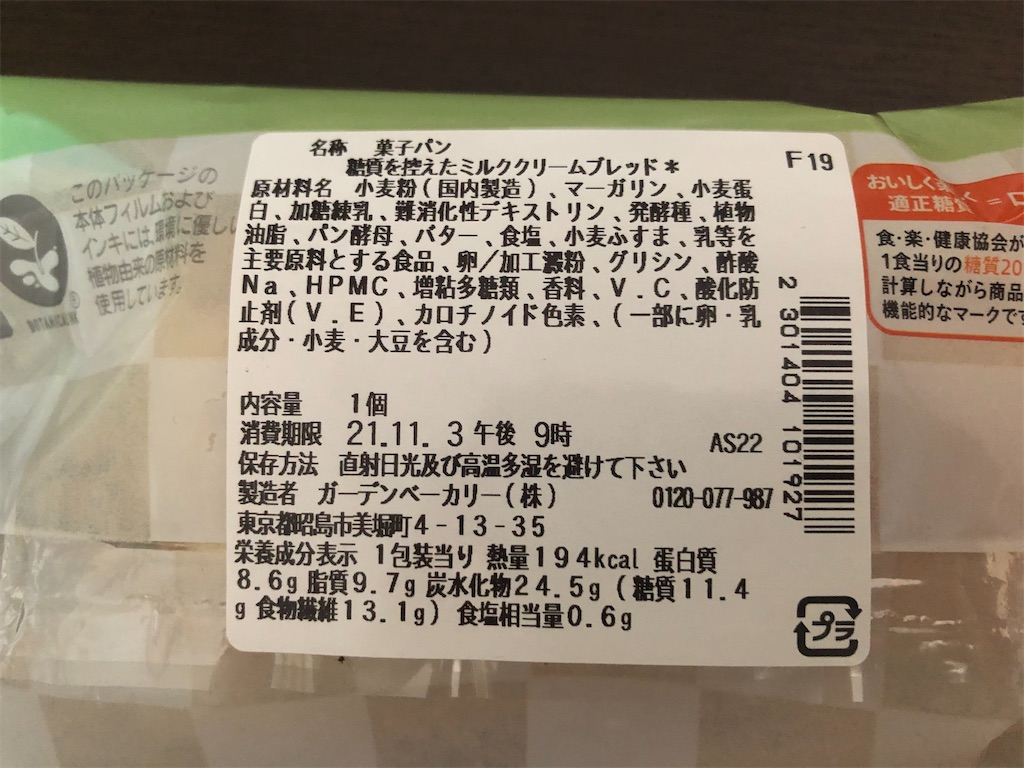 名称 菓子パン
糖質を控えたミルククリームブレッド*
F19
原材料名 小麦粉(国内製造)、マーガリン、小麦蛋
白、加糖練乳、難消化性デキストリン、発酵種、植物
油脂、パン酵母、バター、食塩、小麦ふすま、乳等を
主要原料とする食品、卵/加工澱粉、グリシン、酢酸
Na、HPMC、増粘多糖類、香料、V.C、酸化防
止剤(V.E)、カロチノイド色素、(一部に卵・乳
成分・小麦・大豆を含む)
内容量 1個
消費期限 21.11. 3 午後 9時
AS22
保存方法 直射日光及び高温多湿を避けて下さい
製造者 ガーデンベーカリー(株) 0120-077-987
東京都昭島市美堀町4-13-35
栄養成分表示 1包装当り 熱量194kcal 蛋白質
8.6g 脂質9.7g 炭水化物24.5g (糖質11.4
g 食物繊維13.1g) 食塩相当量0.6g
2 301404 101927
プラ
このパッケージの
本体フィルムおよび
インキには、環境に優し
植物由来の原材料を
使用しています。
おいしく楽
適正糖質 =
食・楽・健康協会が
1食当りの糖質20
計算しながら商品
機能的なマークです